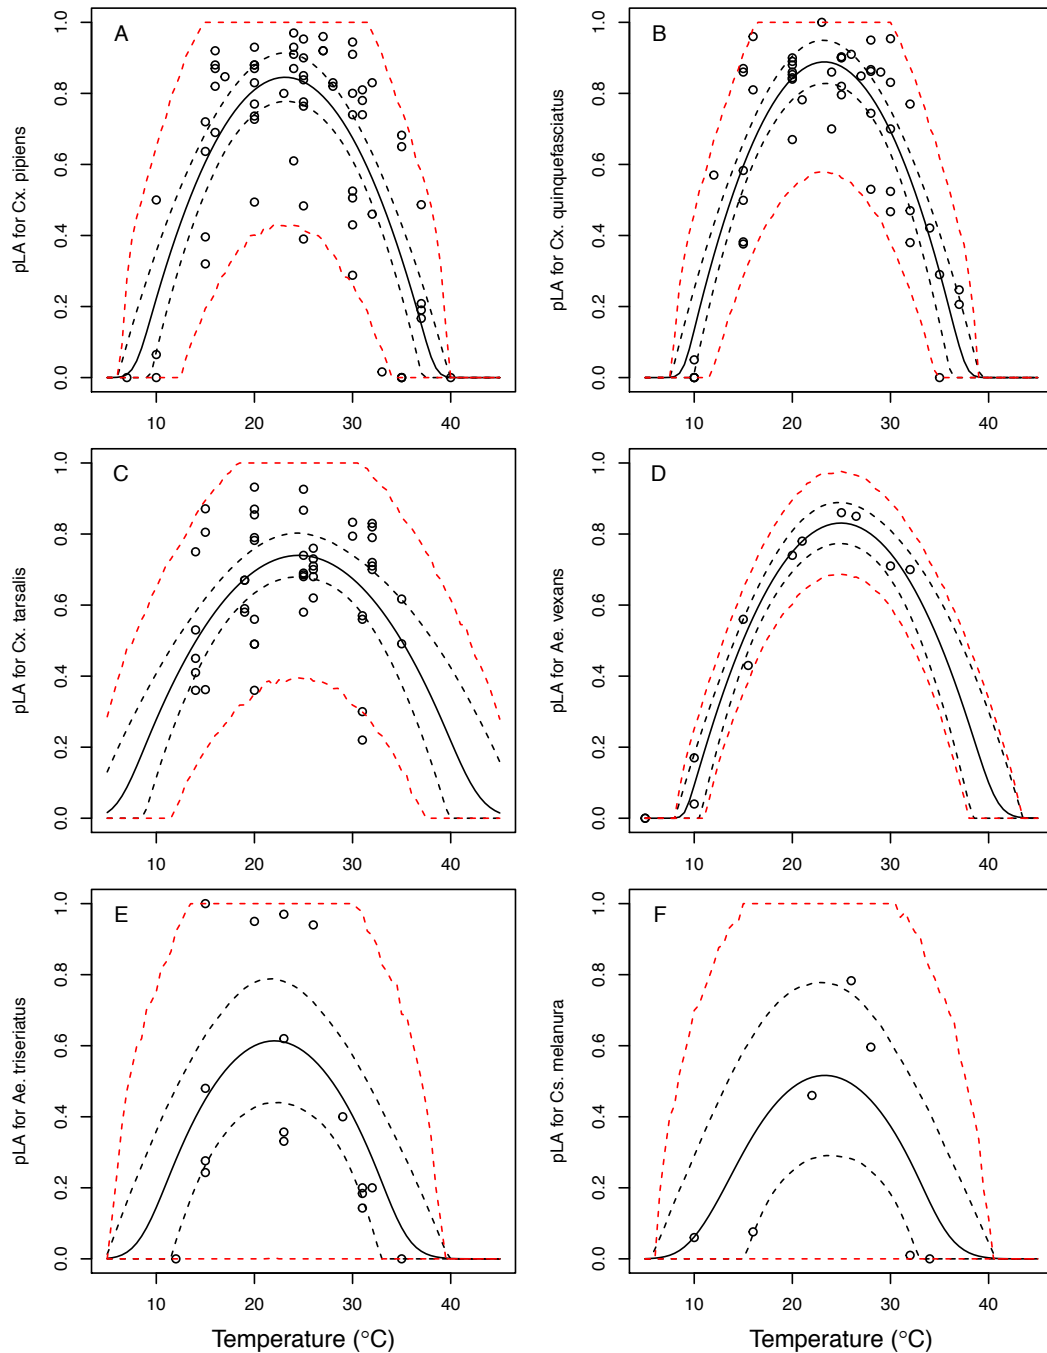 A
pLA for Cx. pipiens
0.0 0.2 0.4 0.6 0.8 1.0
10 20 30 40
B
pLA for Cx. quinquefasciatus
0.0 0.2 0.4 0.6 0.8 1.0
10 20 30 40
C
pLA for Cx. tarsalis
0.0 0.2 0.4 0.6 0.8 1.0
10 20 30 40
D
pLA for Ae. vexans
0.0 0.2 0.4 0.6 0.8 1.0
10 20 30 40
E
pLA for Ae. triseriatus
0.0 0.2 0.4 0.6 0.8 1.0
10 20 30 40
Temperature (°C)
F
pLA for Cs. melanura
0.0 0.2 0.4 0.6 0.8 1.0
10 20 30 40
Temperature (°C)